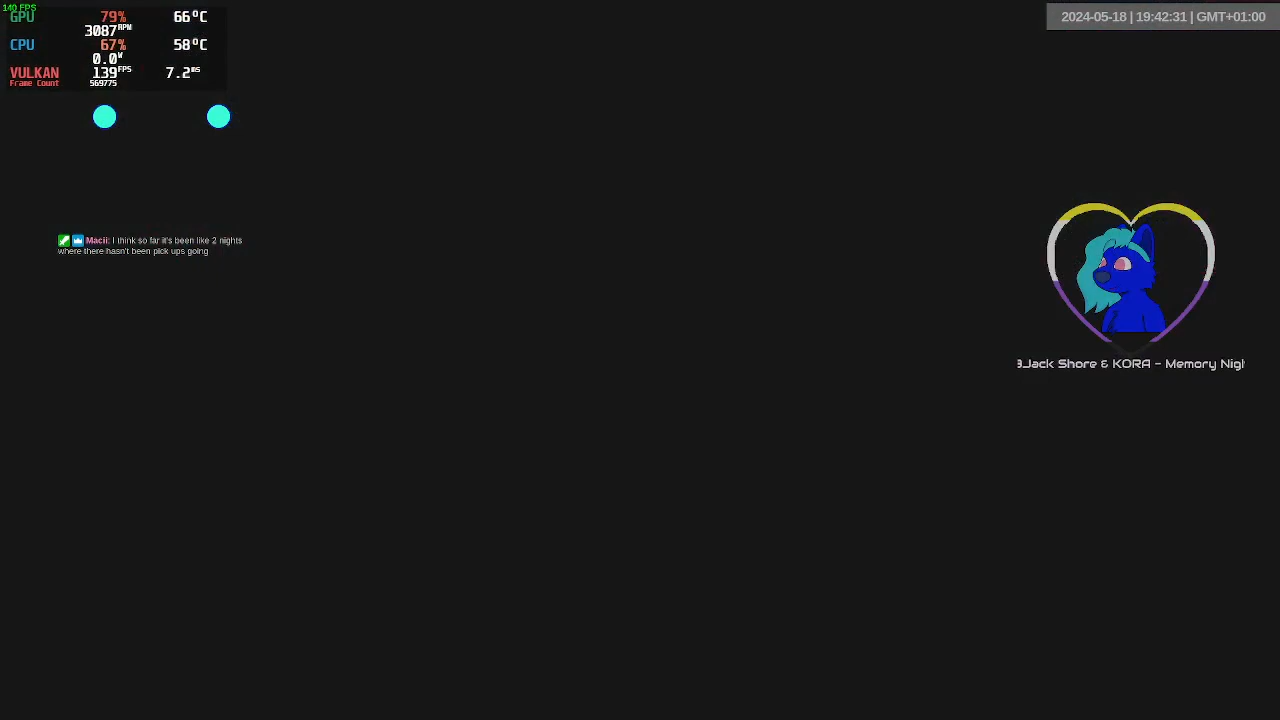 140 FPS
GPU 79% 66°C
3087RPM
CPU 67% 58°C
0.0W
VULKAN 139FPS 7.2ms
Frame Count 569775
2024-05-18 | 19:42:31 | GMT+01:00
Macii: I think so far it's been like 2 nights
where there hasn't been pick ups going
Jack Shore & KORA - Memory Nigh